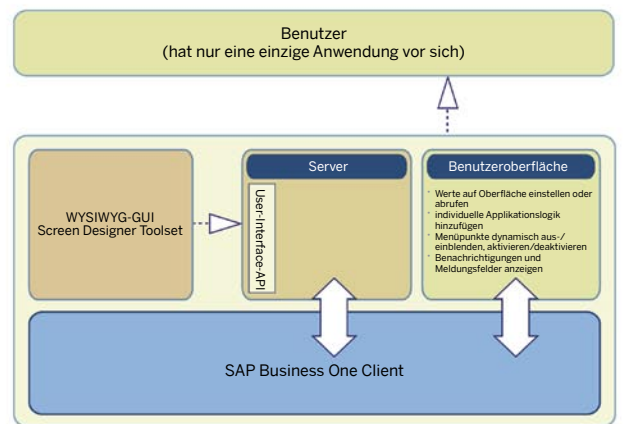 Benutzer
(hat nur eine einzige Anwendung vor sich)
WYSIWYG-GUI
Screen Designer Toolset
Server
User-Interface-API
Benutzeroberfläche
· Werte auf Oberfläche einstellen oder
abrufen
· individuelle Applikationslogik
hinzufügen
· Menüpunkte dynamisch aus-/
einblenden, aktivieren/deaktivieren
· Benachrichtigungen und
Meldungsfelder anzeigen
SAP Business One Client